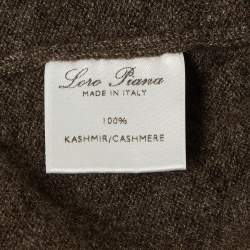 Loro Piana
MADE IN ITALY
100%
KASHMIR/CASHMERE